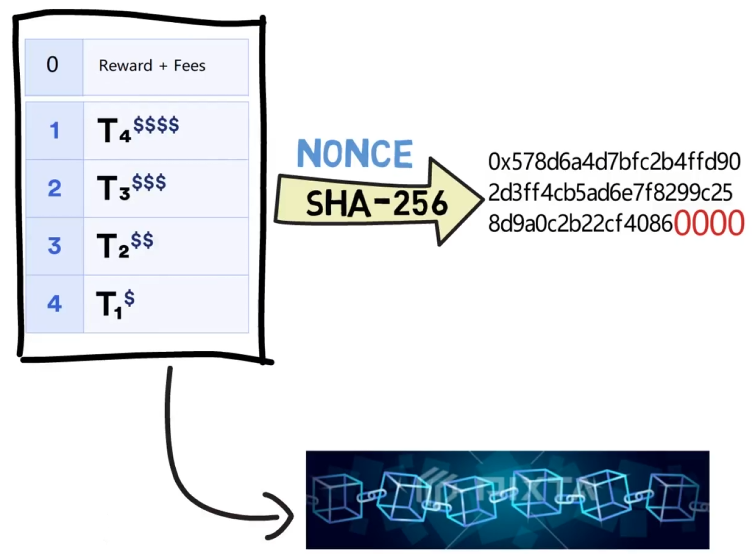 0 Reward + Fees
1 T₄$$$$
2 T₃$$$
3 T₂$$
4 T₁$
NONCE
SHA-256
0x578d6a4d7bfc2b4ffd90
2d3ff4cb5ad6e7f8299c25
8d9a0c2b22cf40860000